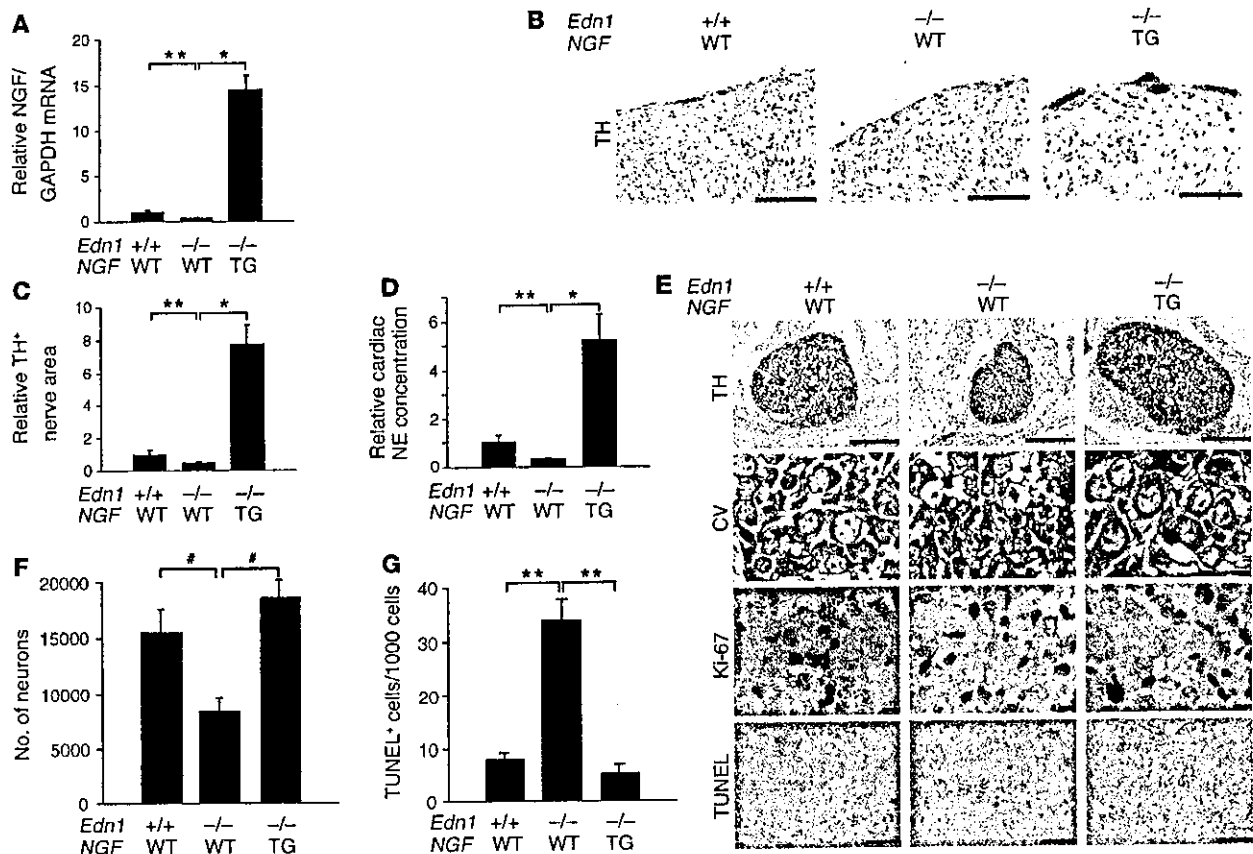 A
20
15
10
5
0
Relative NGF/
GAPDH mRNA
** *
Edn1 +/+ –/– –/–
NGF WT WT TG
B
Edn1 +/+ –/– –/–
NGF WT WT TG
TH
C
10
8
6
4
2
0
Relative TH+
nerve area
** *
Edn1 +/+ –/– –/–
NGF WT WT TG
D
6
4
2
0
Relative cardiac
NE concentration
** *
Edn1 +/+ –/– –/–
NGF WT WT TG
E
Edn1 +/+ –/– –/–
NGF WT WT TG
TH
CV
Ki-67
TUNEL
F
20000
15000
10000
5000
0
No. of neurons
# #
Edn1 +/+ –/– –/–
NGF WT WT TG
G
40
30
20
10
0
TUNEL+ cells/1000 cells
** **
Edn1 +/+ –/– –/–
NGF WT WT TG